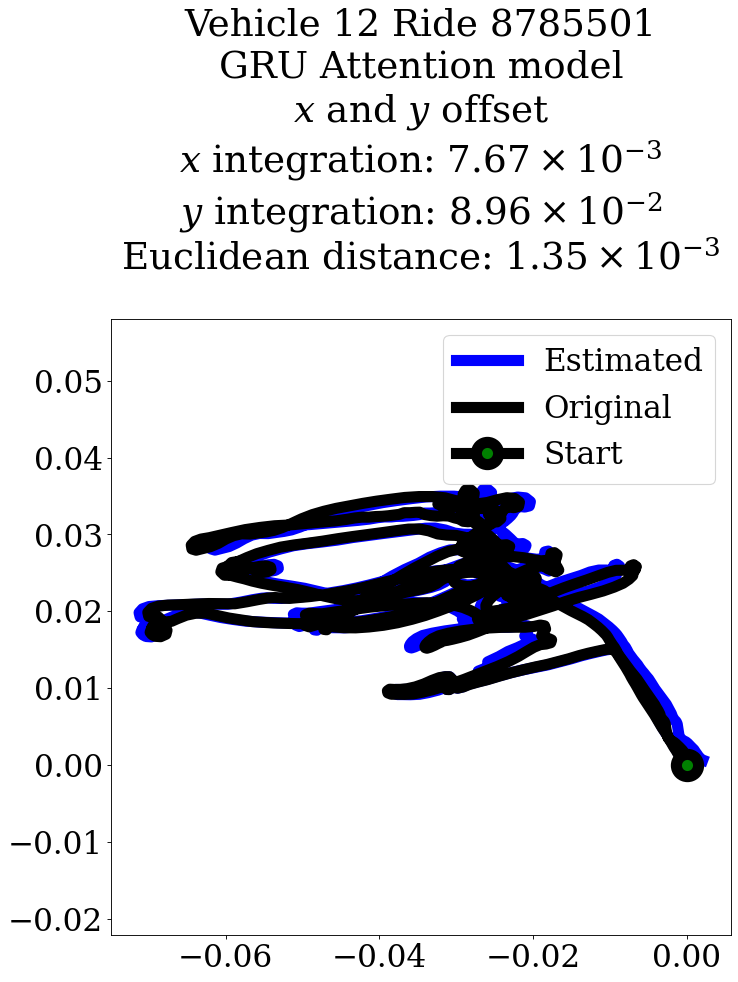 Vehicle 12 Ride 8785501
GRU Attention model
x and y offset
x integration: 7.67 × 10⁻³
y integration: 8.96 × 10⁻²
Euclidean distance: 1.35 × 10⁻³
Estimated
Original
Start
0.05
0.04
0.03
0.02
0.01
0.00
−0.01
−0.02
−0.06 −0.04 −0.02 0.00